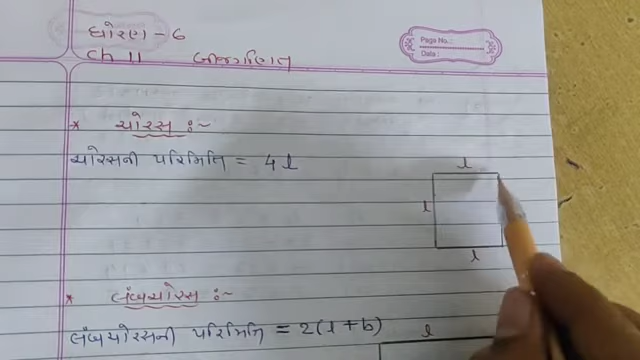 ધોરણ - 6
Page No.:
Ch 11 બીજગણિત
Date :
* ચોરસ :~
ચોરસની પરિમિતિ = 4l
l
l
l
* લંબચોરસ :~
લંબચોરસની પરિમિતિ = 2(l + b)
l